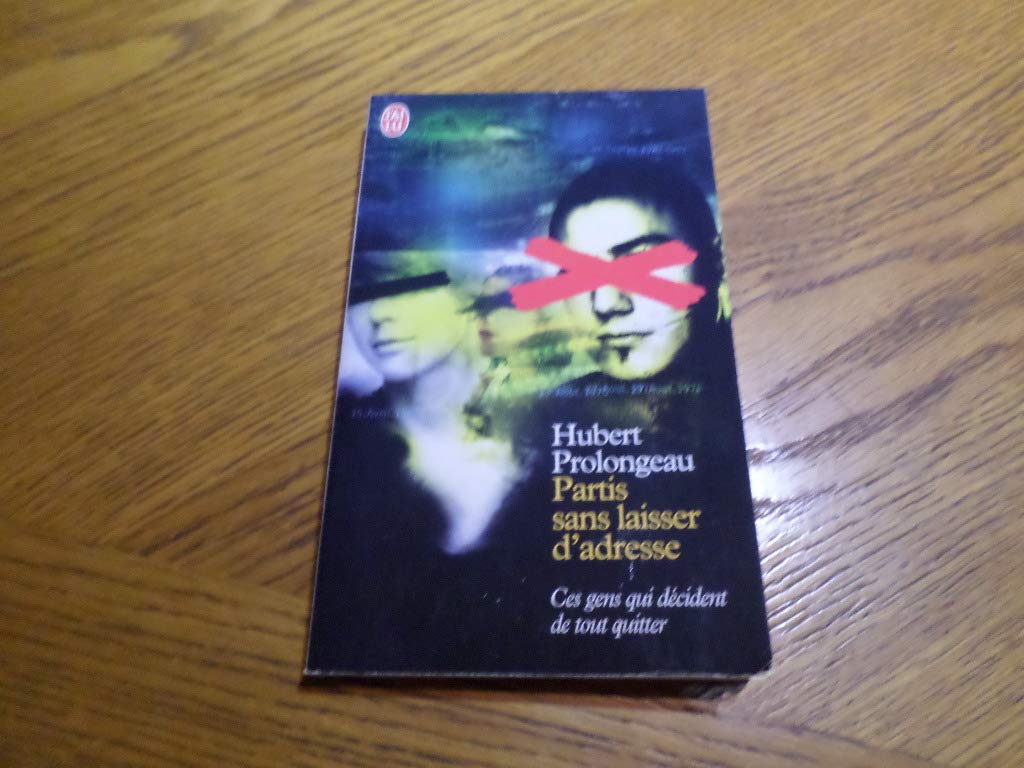 J'AI
LU
Hubert
Prolongeau
Partis
sans laisser
d'adresse
Ces gens qui décident
de tout quitter